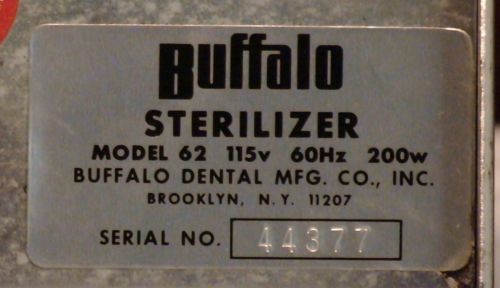 Buffalo
STERILIZER
MODEL 62 115v 60Hz 200w
BUFFALO DENTAL MFG. CO., INC.
BROOKLYN, N. Y. 11207
SERIAL NO. 44377